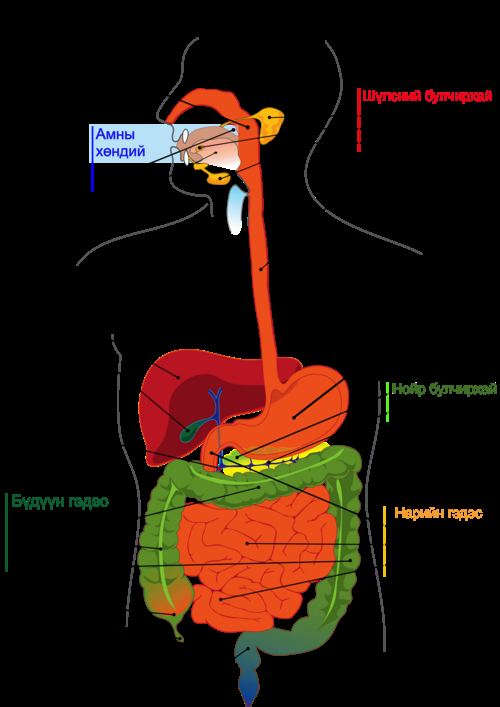 Шүлсний булчирхай
Амны
хөндий
Нойр булчирхай
Бүдүүн гэдэс
Нарийн гэдэс